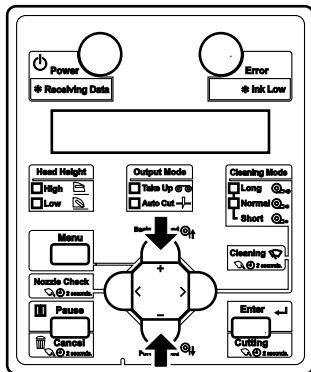 Power
Error
✽ Receiving Data
✽ Ink Low
Head Height
High
Low
Output Mode
Take Up
Auto Cut
Cleaning Mode
Long
Normal
Short
Menu
Cleaning
2 seconds.
Nozzle Check
2 seconds.
+
< >
−
Pause
Cancel
2 seconds.
Enter
Cutting
2 seconds.